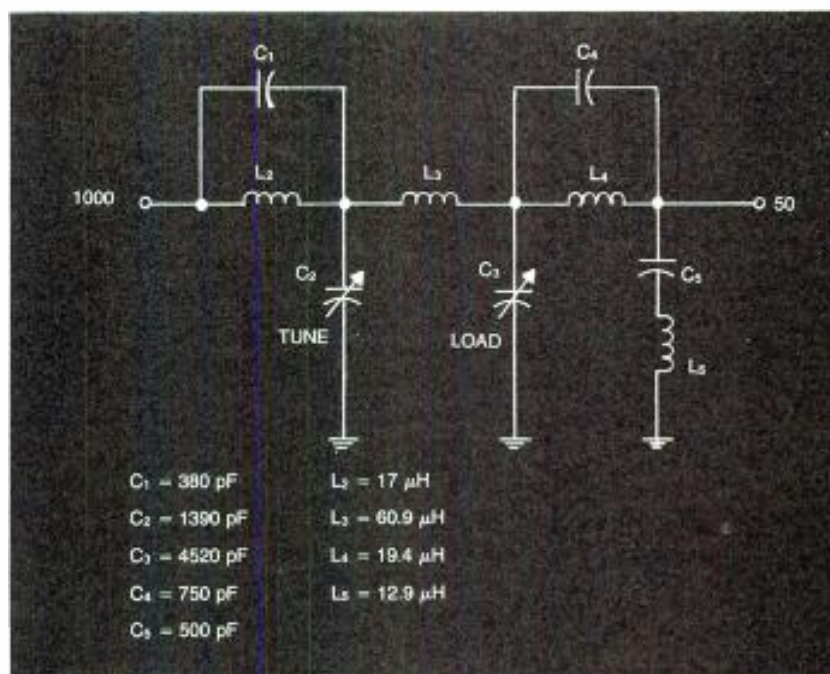 C₁
C₄
L₂
L₃
L₄
1000
50
C₂
C₃
C₅
TUNE
LOAD
L₅
C₁ = 380 pF
L₂ = 17 μH
C₂ = 1390 pF
L₃ = 60.9 μH
C₃ = 4520 pF
L₄ = 19.4 μH
C₄ = 750 pF
L₅ = 12.9 μH
C₅ = 500 pF